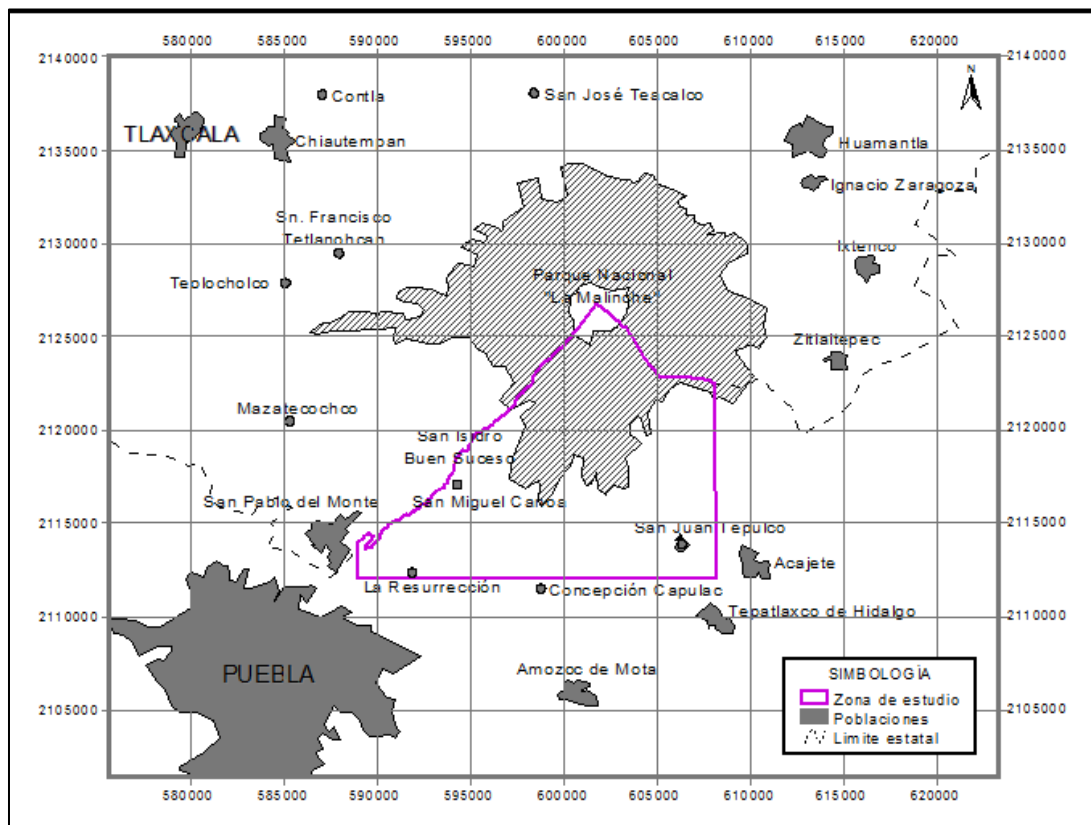 580000 585000 590000 595000 600000 605000 610000 615000 620000
2140000 2140000
N
Contla
San José Teacalco
TLAXCALA
Chiautempan
Huamantla
2135000 2135000
Ignacio Zaragoza
Sn. Francisco
Tetlanohcan
2130000 2130000
Ixtenco
Parque Nacional
"La Malinche"
Teolocholco
2125000 2125000
Zitlaltepec
Mazatecochco
2120000 2120000
San Isidro
Buen Suceso
San Pablo del Monte
San Miguel Canoa
2115000 2115000
San Juan Tepulco
Acajete
La Resurrección
Concepción Capulac
2110000 2110000
Tepatlaxco de Hidalgo
PUEBLA
Amozoc de Mota
SIMBOLOGÍA
Zona de estudio
Poblaciones
Limite estatal
2105000 2105000
580000 585000 590000 595000 600000 605000 610000 615000 620000